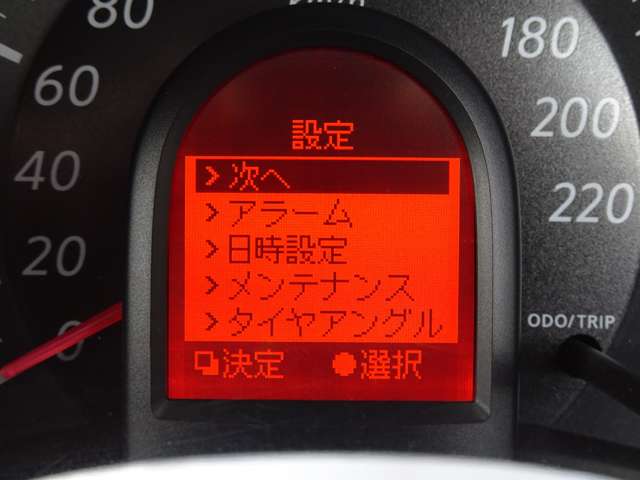 80
km/h
180
60
200
40
220
20
0
設定
> 次へ
> アラーム
> 日時設定
> メンテナンス
> タイヤアングル
決定 ●選択
ODO/TRIP